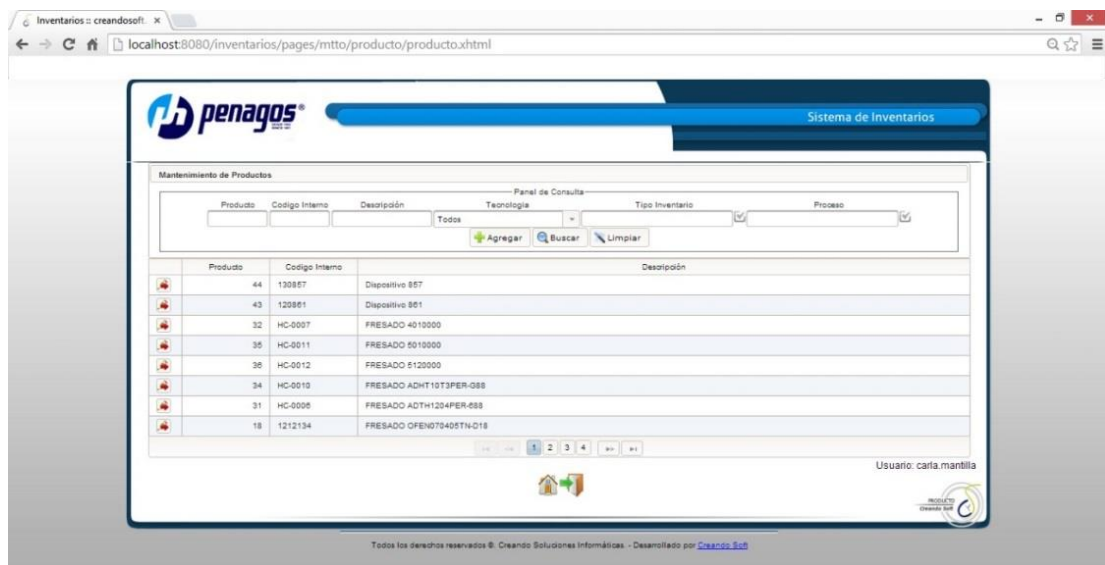 Inventarios :: creandosoft.
localhost:8080/inventarios/pages/mtto/producto/producto.xhtml
penagos®
Sistema de Inventarios
Mantenimiento de Productos
Panel de Consulta
Producto Codigo Interno Descripción Tecnologia Tipo Inventario Proceso
Todos
Agregar Buscar Limpiar
Producto Codigo Interno Descripción
44 130857 Dispositivo 857
43 120861 Dispositivo 861
32 HC-0007 FRESADO 4010000
35 HC-0011 FRESADO 5010000
36 HC-0012 FRESADO 5120000
34 HC-0010 FRESADO ADHT10T3PER-G88
31 HC-0006 FRESADO ADTH1204PER-688
18 1212134 FRESADO OFEN070405TN-D18
1 2 3 4
Usuario: carla.mantilla
PRODUCTO
Creando Soft
Todos los derechos reservados ©. Creando Soluciones Informáticas. - Desarrollado por Creando Soft